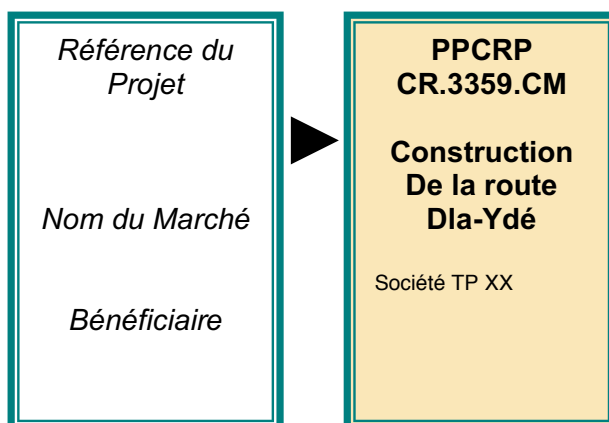 Référence du
Projet
Nom du Marché
Bénéficiaire
PPCRP
CR.3359.CM
Construction
De la route
Dla-Ydé
Société TP XX